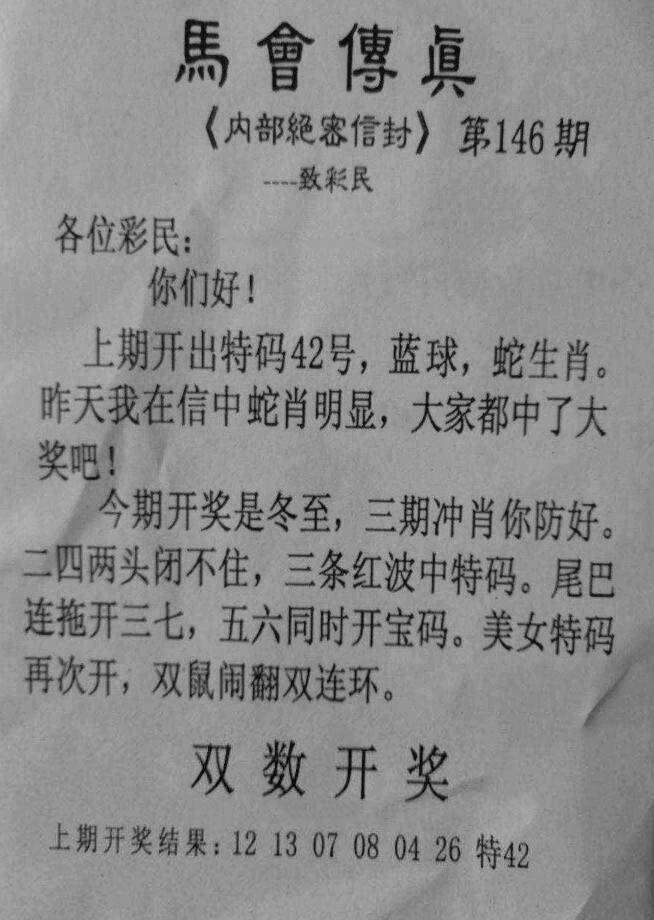 馬會傳真
《内部絕密信封》 第146期
----致彩民
各位彩民：
你们好！
上期开出特码42号，蓝球，蛇生肖。
昨天我在信中蛇肖明显，大家都中了大
奖吧！
今期开奖是冬至，三期冲肖你防好。
二四两头闭不住，三条红波中特码。尾巴
连拖开三七，五六同时开宝码。美女特码
再次开，双鼠闹翻双连环。
双数开奖
上期开奖结果：12 13 07 08 04 26 特42